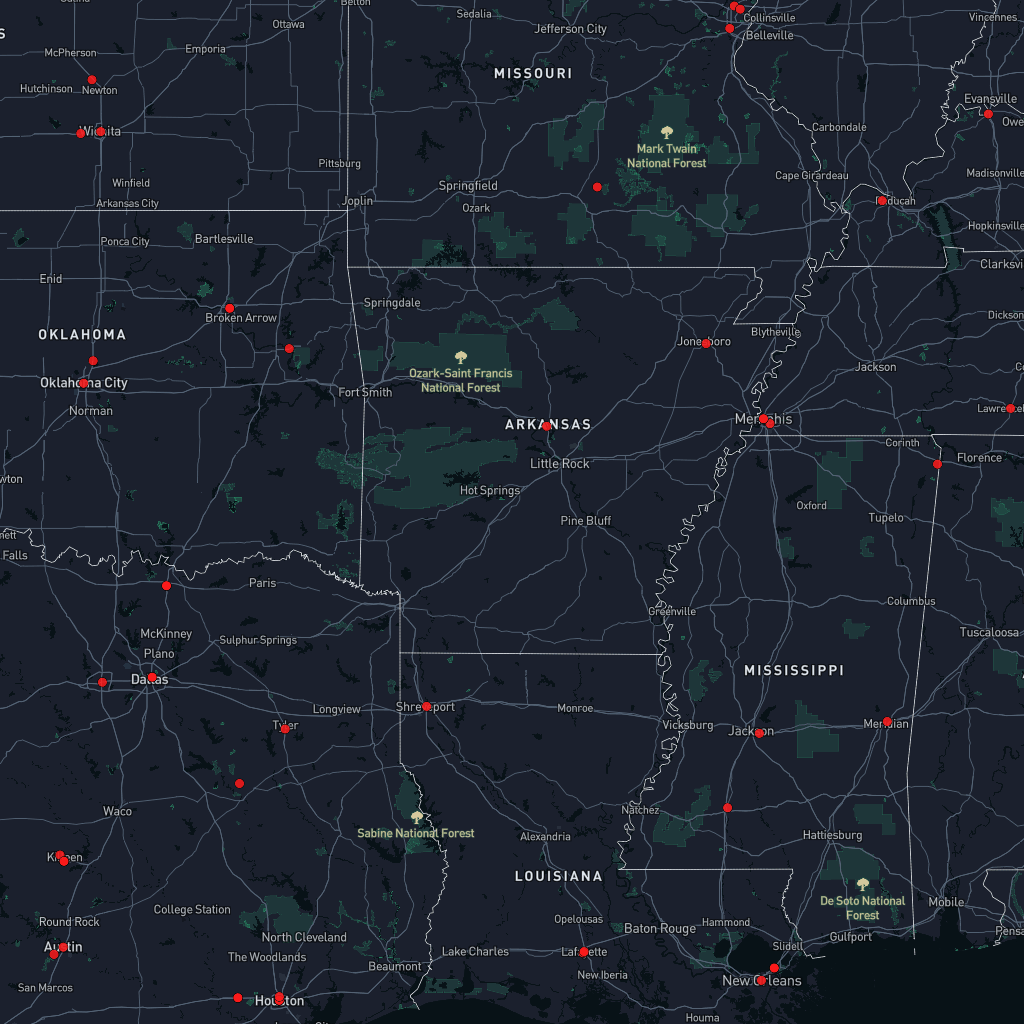 Ottawa
Belton
Sedalia
Jefferson City
Collinsville
Vincennes
Belleville
McPherson
Emporia
S
MISSOURI
Hutchinson
Newton
Evansville
Owe
Wichita
Carbondale
Mark Twain
National Forest
Pittsburg
Cape Girardeau
Madisonville
Winfield
Springfield
Arkansas City
Joplin
Ozark
Paducah
Hopkinsville
Ponca City
Bartlesville
Clarksvi
Enid
Springdale
Broken Arrow
Dickson
OKLAHOMA
Blytheville
Jonesboro
Jackson
Ozark-Saint Francis
National Forest
Oklahoma City
Fort Smith
Lawrence
Norman
ARKANSAS
Memphis
Corinth
Florence
Little Rock
wton
Hot Springs
Oxford
Pine Bluff
Tupelo
Falls
Paris
Columbus
Greenville
McKinney
Sulphur Springs
Tuscaloosa
Plano
MISSISSIPPI
Dallas
Longview
Shreveport
Monroe
Tyler
Vicksburg
Jackson
Meridian
Waco
Natchez
Sabine National Forest
Alexandria
Hattiesburg
Killeen
LOUISIANA
De Soto National
Forest
College Station
Round Rock
Opelousas
Hammond
Mobile
Baton Rouge
Gulfport
Pensa
North Cleveland
Austin
Lake Charles
Lafayette
Slidell
The Woodlands
Beaumont
New Iberia
New Orleans
San Marcos
Houston
Houma